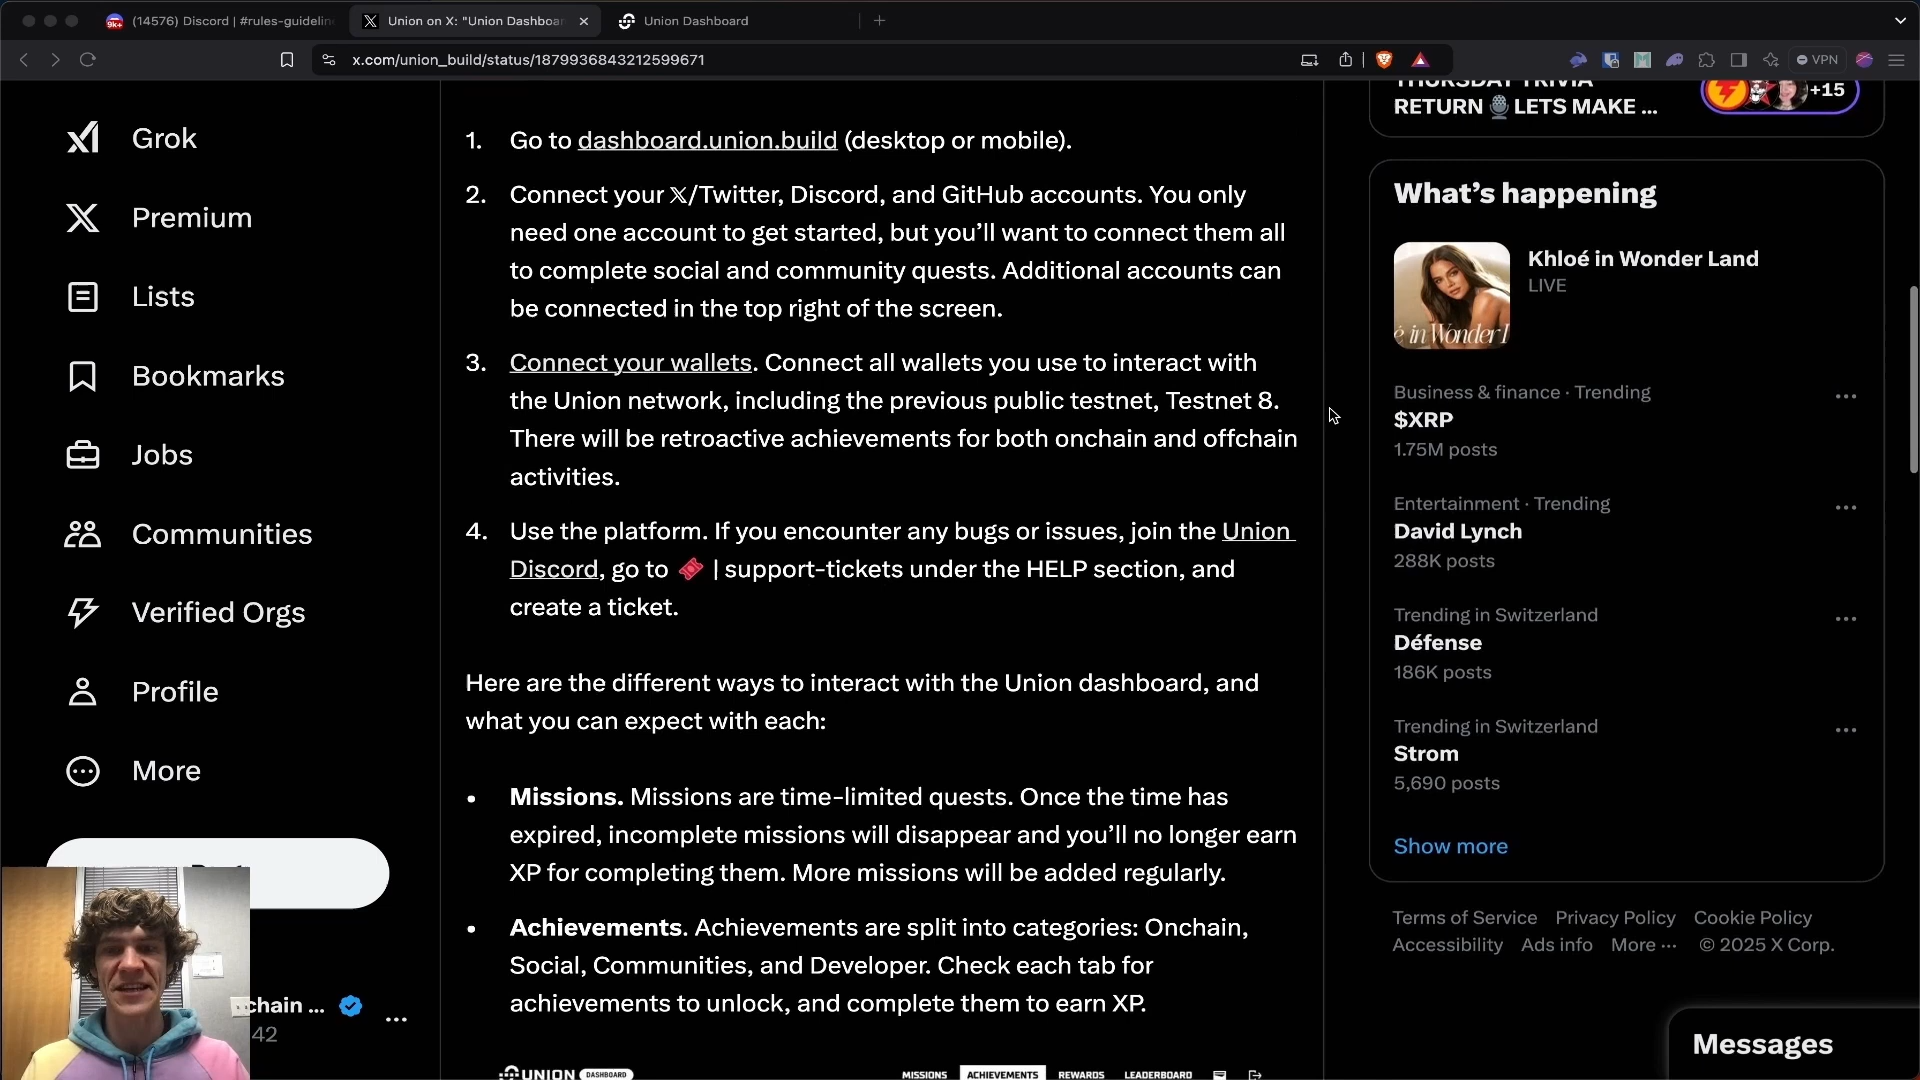 (14576) Discord | #rules-guideline
Union on X: "Union Dashboa
Union Dashboard
x.com/union_build/status/1879936843212599671
VPN
Grok
Premium
Lists
Bookmarks
Jobs
Communities
Verified Orgs
Profile
More
chain ...
42
1. Go to dashboard.union.build (desktop or mobile).
2. Connect your 𝕏/Twitter, Discord, and GitHub accounts. You only
need one account to get started, but you’ll want to connect them all
to complete social and community quests. Additional accounts can
be connected in the top right of the screen.
3. Connect your wallets. Connect all wallets you use to interact with
the Union network, including the previous public testnet, Testnet 8.
There will be retroactive achievements for both onchain and offchain
activities.
4. Use the platform. If you encounter any bugs or issues, join the Union
Discord, go to | support-tickets under the HELP section, and
create a ticket.
Here are the different ways to interact with the Union dashboard, and
what you can expect with each:
• Missions. Missions are time-limited quests. Once the time has
expired, incomplete missions will disappear and you’ll no longer earn
XP for completing them. More missions will be added regularly.
• Achievements. Achievements are split into categories: Onchain,
Social, Communities, and Developer. Check each tab for
achievements to unlock, and complete them to earn XP.
UNION DASHBOARD
MISSIONS ACHIEVEMENTS REWARDS LEADERBOARD
THURSDAY TRIVIA
RETURN LETS MAKE ...
+15
What’s happening
Khloé in Wonder Land
LIVE
é in Wonder l
Business & finance · Trending
$XRP
1.75M posts
Entertainment · Trending
David Lynch
288K posts
Trending in Switzerland
Défense
186K posts
Trending in Switzerland
Strom
5,690 posts
Show more
Terms of Service Privacy Policy Cookie Policy
Accessibility Ads info More ··· © 2025 X Corp.
Messages